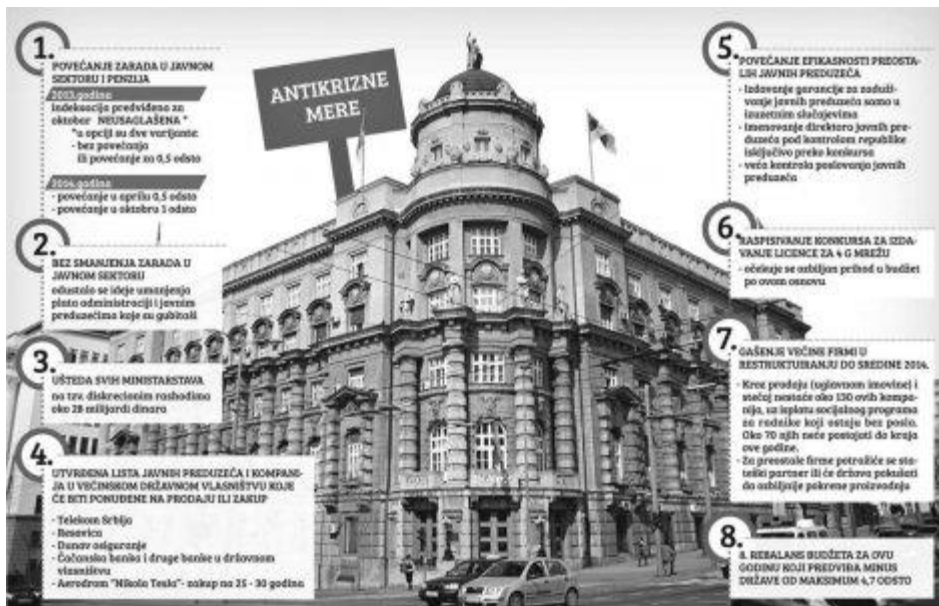 1.
POVEĆANJE ZARADA U JAVNOM
SEKTORU I PENZIJA
2013.godina
indeksacija predviđena za
oktobar NEUSAGLAŠENA *
*u opciji su dve varijante:
- bez povećanja
ili povećanje za 0,5 odsto
2014.godina
- povećanje u aprilu 0,5 odsto
- povećanje u oktobru 1 odsto
2.
BEZ SMANJENJA ZARADA U
JAVNOM SEKTORU
odustalo se ideje umanjenja
plata administraciji i javnim
preduzećima koje su gubitaši
3.
UŠTEDA SVIH MINISTARSTAVA
na tzv. diskrecionim rashodima
oko 28 milijardi dinara
4.
UTVRĐENA LISTA JAVNIH PREDUZEĆA I KOMPANI-
JA U VEĆINSKOM DRŽAVNOM VLASNIŠTVU KOJE
ĆE BITI PONUĐENE NA PRODAJU ILI ZAKUP
- Telekom Srbija
- Resavica
- Dunav osiguranje
- Čačanska banka i druge banke u državnom
vlasništvu
- Aerodrom "Nikola Tesla"- zakup na 25 - 30 godina
ANTIKRIZNE
MERE
5.
POVEĆANJE EFIKASNOSTI PREOSTA-
LIH JAVNIH PREDUZEĆA
- Izdavanje garancije za zaduži-
vanje javnih preduzeća samo u
izuzetnim slučajevima
- imenovanje direktora javnih pre-
duzeća pod kontrolom republike
isključivo preko konkursa
- veća kontrola poslovanja javnih
preduzeća
6.
RASPISIVANJE KONKURSA ZA IZDA-
VANJE LICENCE ZA 4 G MREŽU
- očekuje se ozbiljan prihod u budžet
po ovom osnovu
7.
GAŠENJE VEĆINE FIRMI U
RESTRUKTUIRANJU DO SREDINE 2014.
- Kroz prodaju (uglavnom imovine) i
stečaj nestaće oko 130 ovih kompa-
nija, uz isplatu socijalnog programa
za radnike koji ostaju bez posla.
Oko 70 njih neće postojati do kraja
ove godine.
- Za preostale firme potražiće se stra-
teški partner ili će država pokušati
da ozbiljnije pokrene proizvodnju
8.
8. REBALANS BUDŽETA ZA OVU
GODINU KOJI PREDVIĐA MINUS
DRŽAVE OD MAKSIMUM 4,7 ODSTO